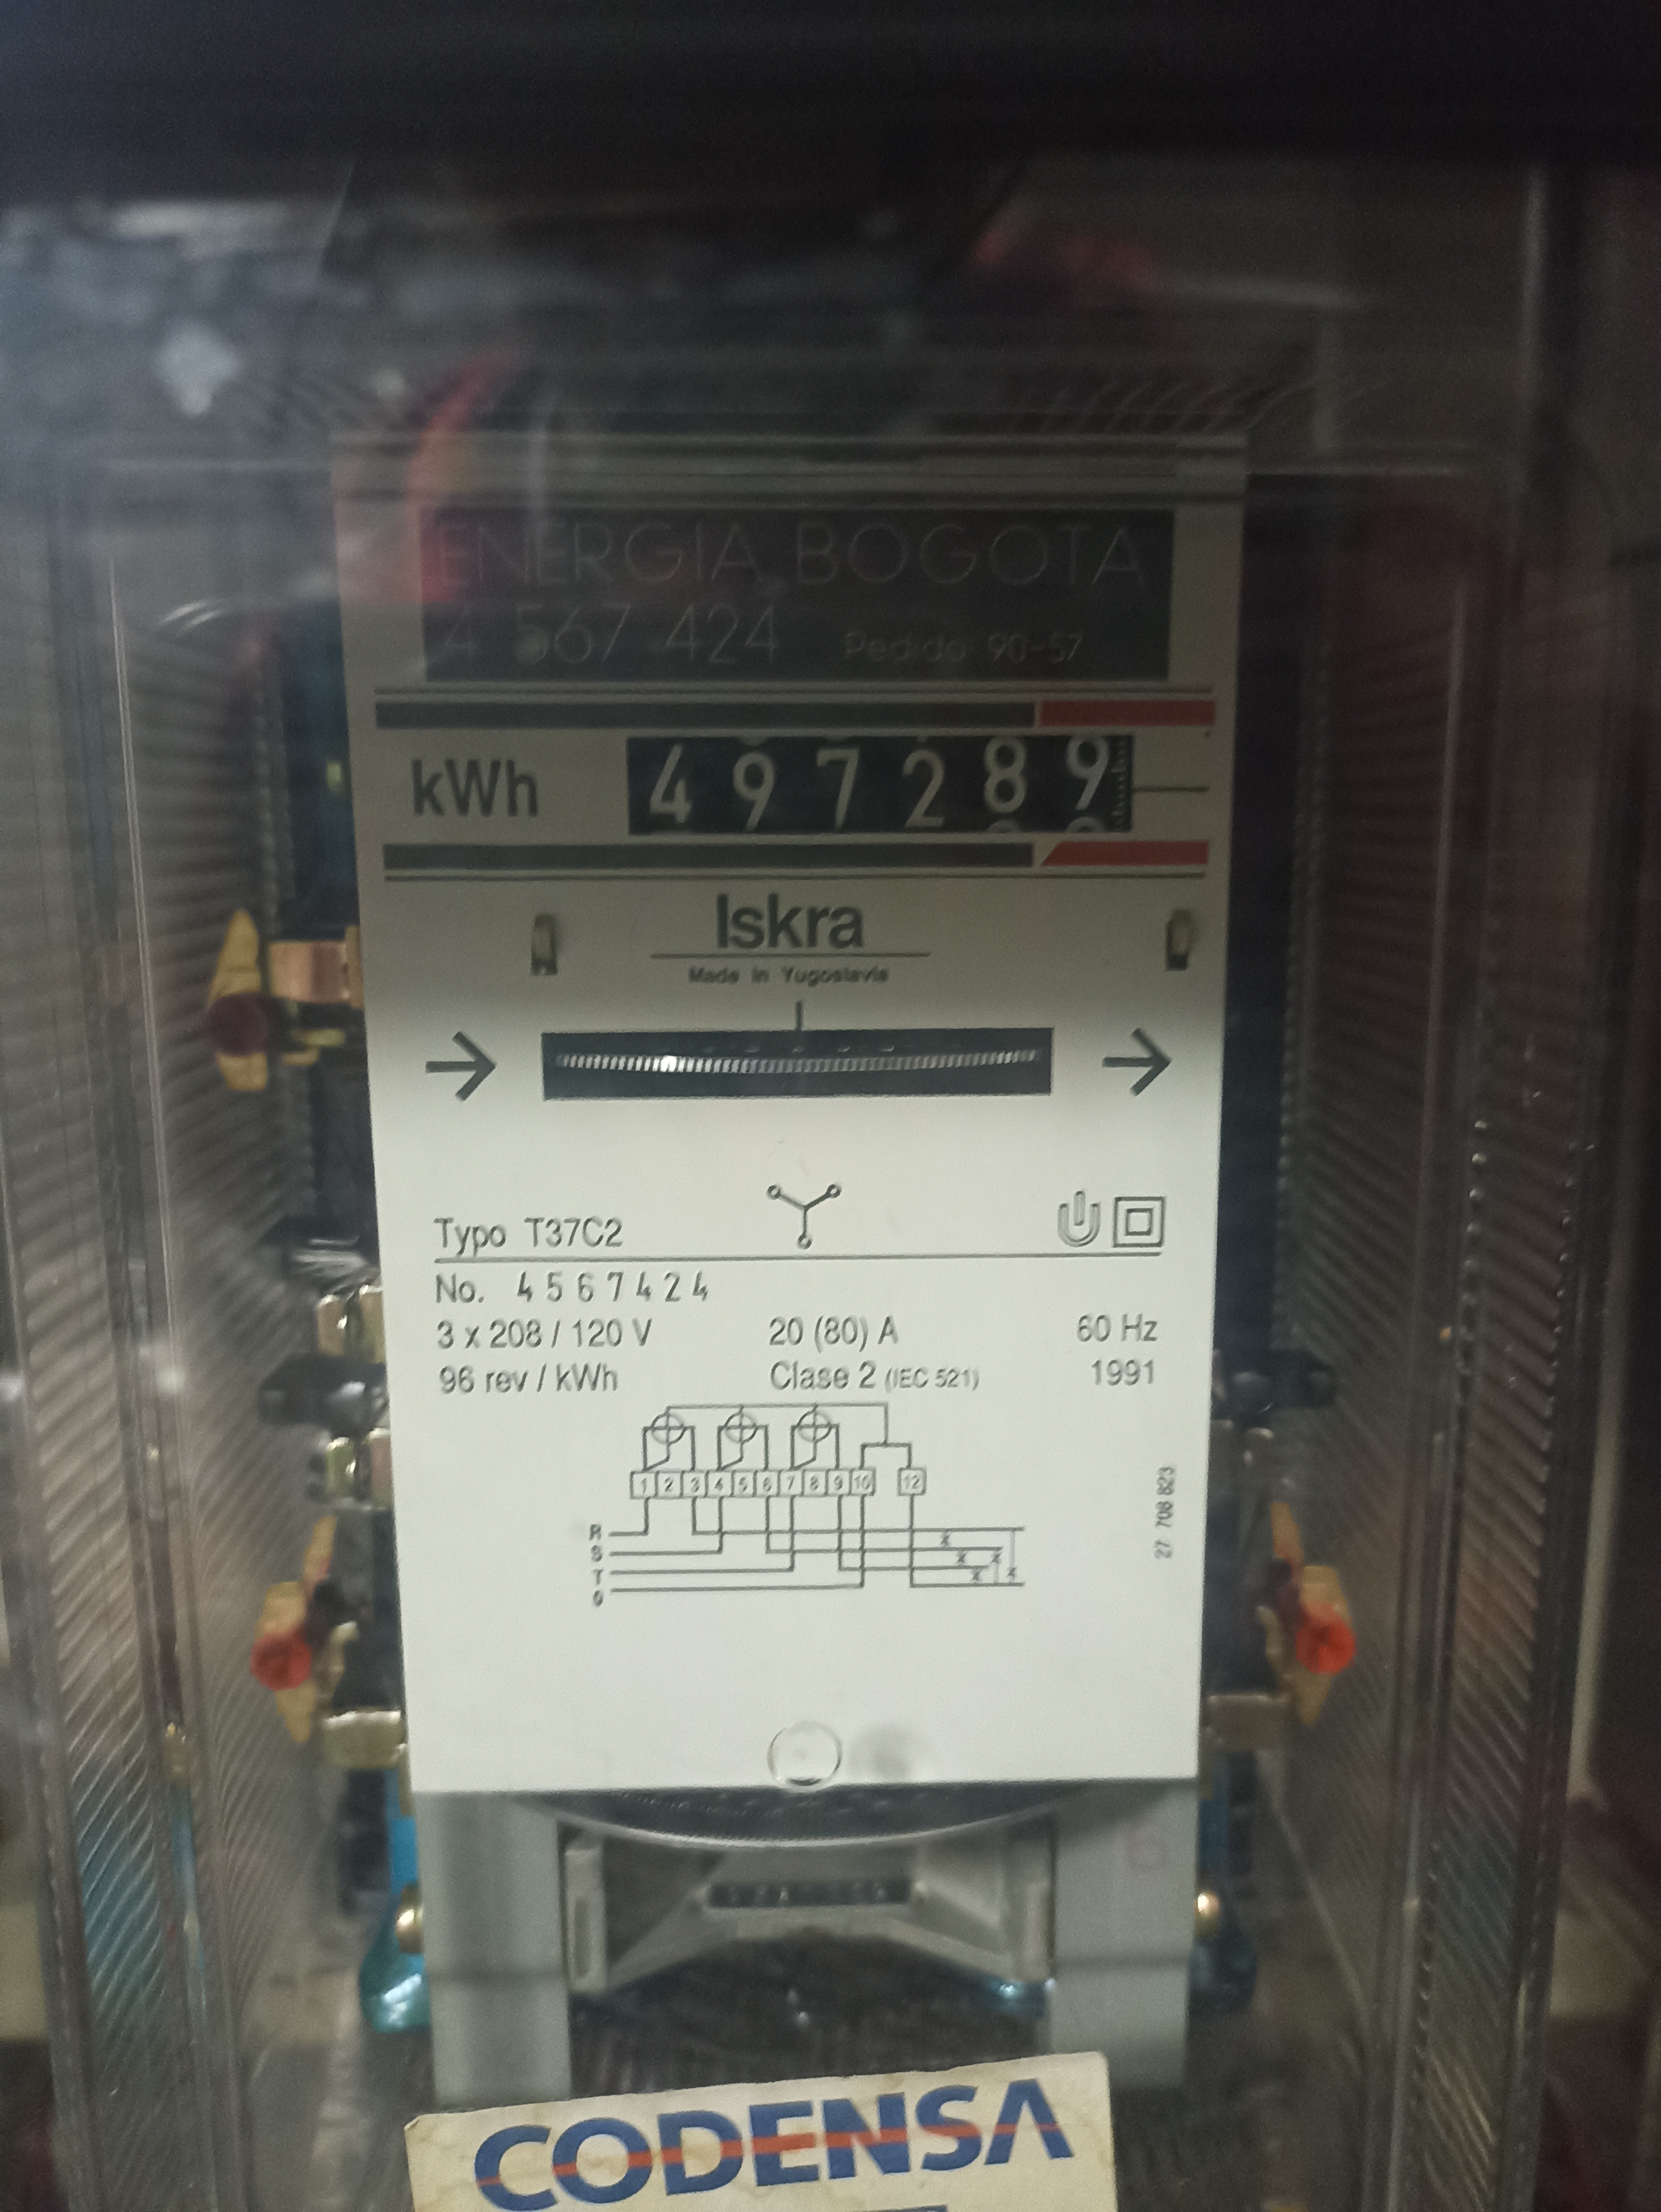 ENERGIA BOGOTA
4 567 424 Pedido 90-57
kWh 497289
Iskra
Made in Yugoslavia
Typo T37C2
No. 4567424
3 x 208 / 120 V 20 (80) A 60 Hz
96 rev / kWh Clase 2 (IEC 521) 1991
1 2 3 4 5 6 7 8 9 10 12
R
S
T
0
27 708 823
CODENSA